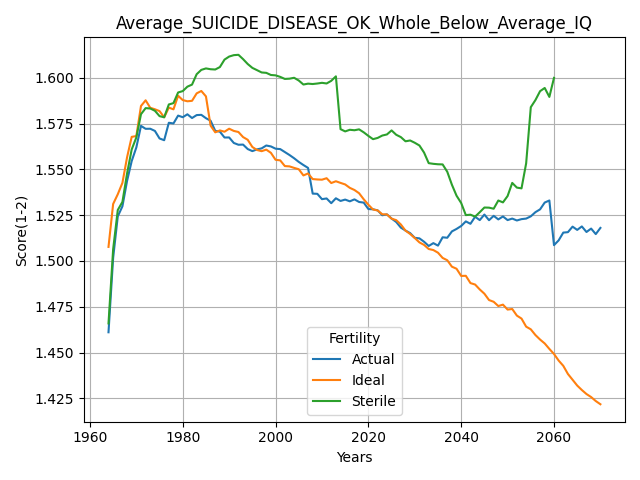 Average_SUICIDE_DISEASE_OK_Whole_Below_Average_IQ
Score(1-2)
1.600
1.575
1.550
1.525
1.500
1.475
1.450
1.425
Fertility
Actual
Ideal
Sterile
1960 1980 2000 2020 2040 2060
Years